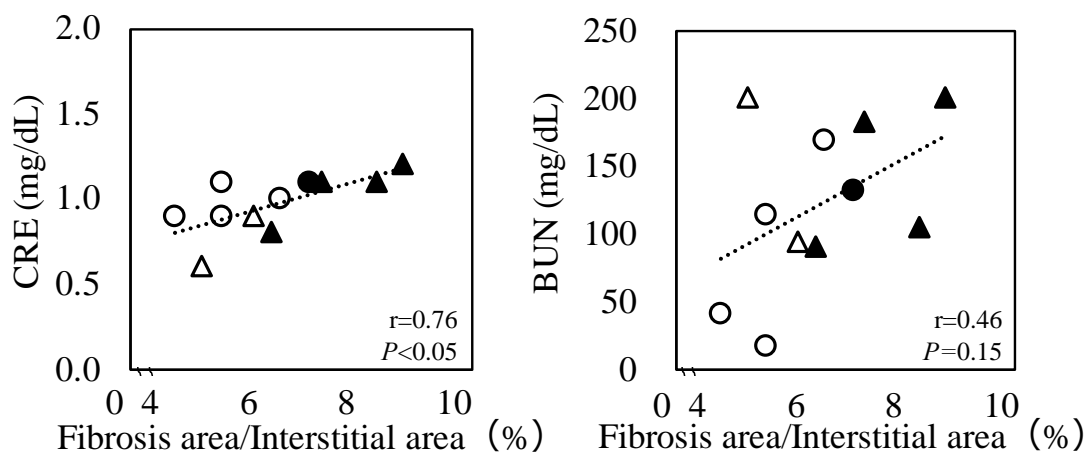 CRE (mg/dL)
2.0
1.5
1.0
0.5
0.0
r=0.76
P<0.05
0 4 6 8 10
Fibrosis area/Interstitial area（%）
BUN (mg/dL)
250
200
150
100
50
0
r=0.46
P=0.15
0 4 6 8 10
Fibrosis area/Interstitial area（%）